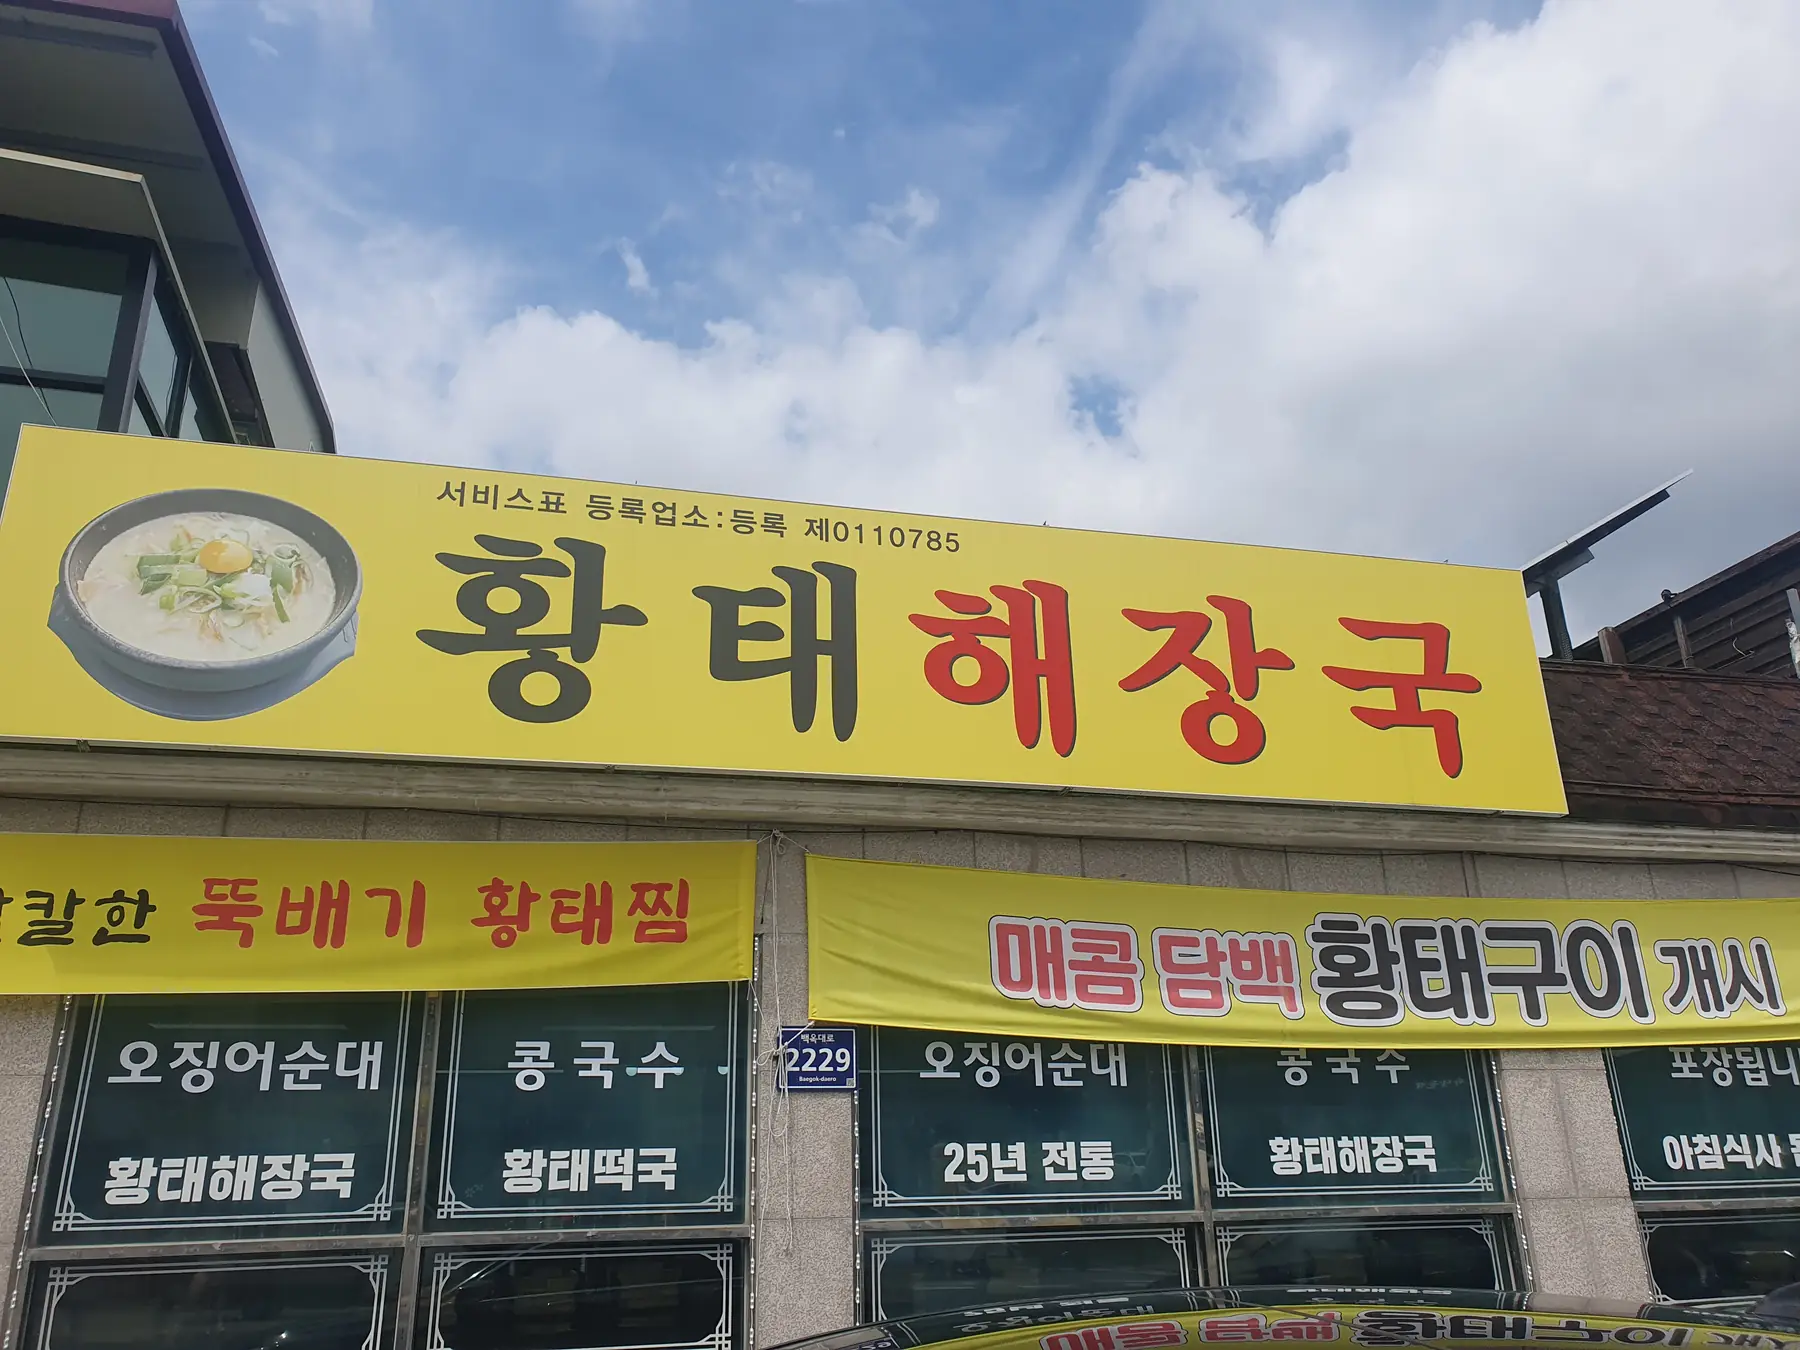 서비스표 등록업소:등록 제0110785
황태해장국
칼한 뚝배기 황태찜
매콤 담백 황태구이 개시
오징어순대
황태해장국
콩국수
황태떡국
백옥대로
2229
Baegok-daero
오징어순대
25년 전통
콩국수
황태해장국
포장됩니
아침식사